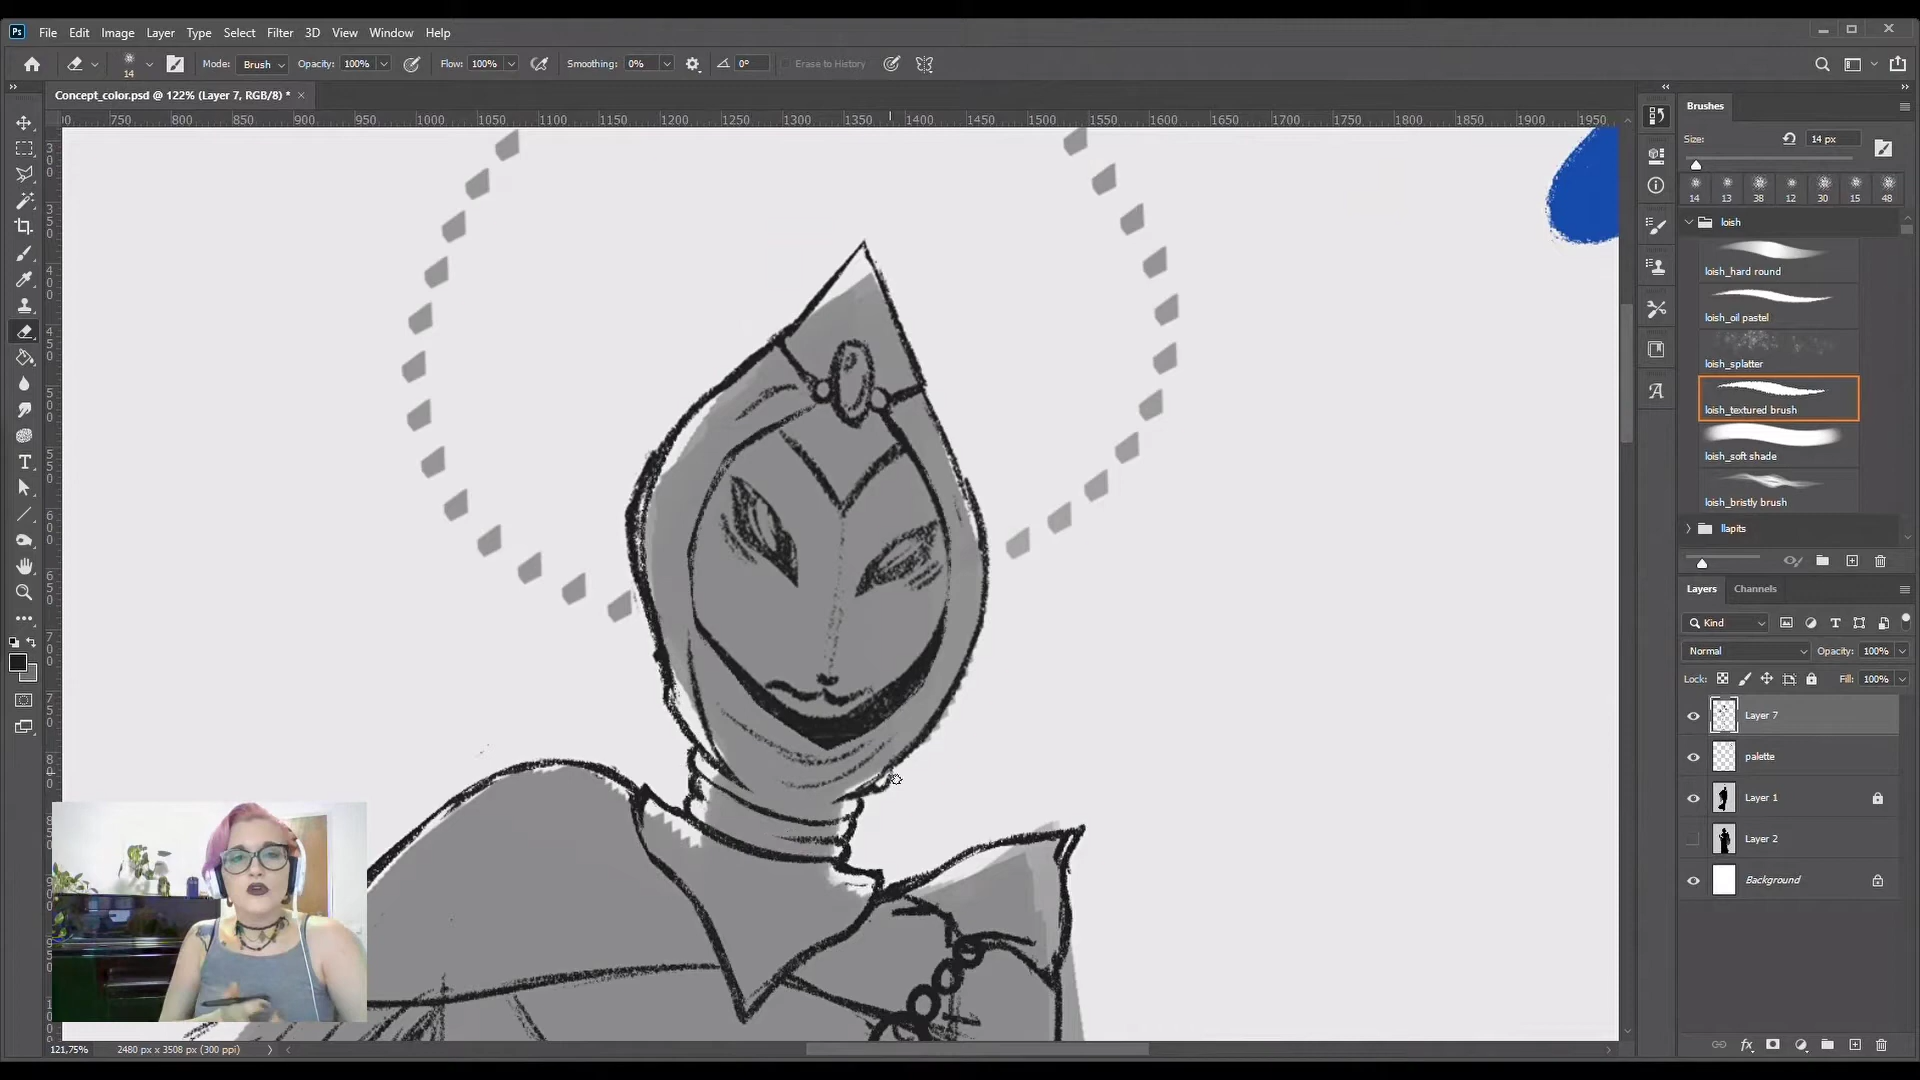 Ps File Edit Image Layer Type Select Filter 3D View Window Help
14 Mode: Brush Opacity: 100% Flow: 100% Smoothing: 0% 0° Erase to History
Concept_color.psd @ 122% (Layer 7, RGB/8) * ×
750 800 850 900 950 1000 1050 1100 1150 1200 1250 1300 1350 1400 1450 1500 1550 1600 1650 1700 1750 1800 1850 1900 1950
Brushes
Size: 14 px
14 13 38 12 30 15 48
loish
loish_hard round
loish_oil pastel
loish_splatter
loish_textured brush
loish_soft shade
loish_bristly brush
llapits
Layers Channels
Kind
Normal Opacity: 100%
Lock: Fill: 100%
Layer 7
palette
Layer 1
Layer 2
Background
121,75% 2480 px x 3508 px (300 ppi)